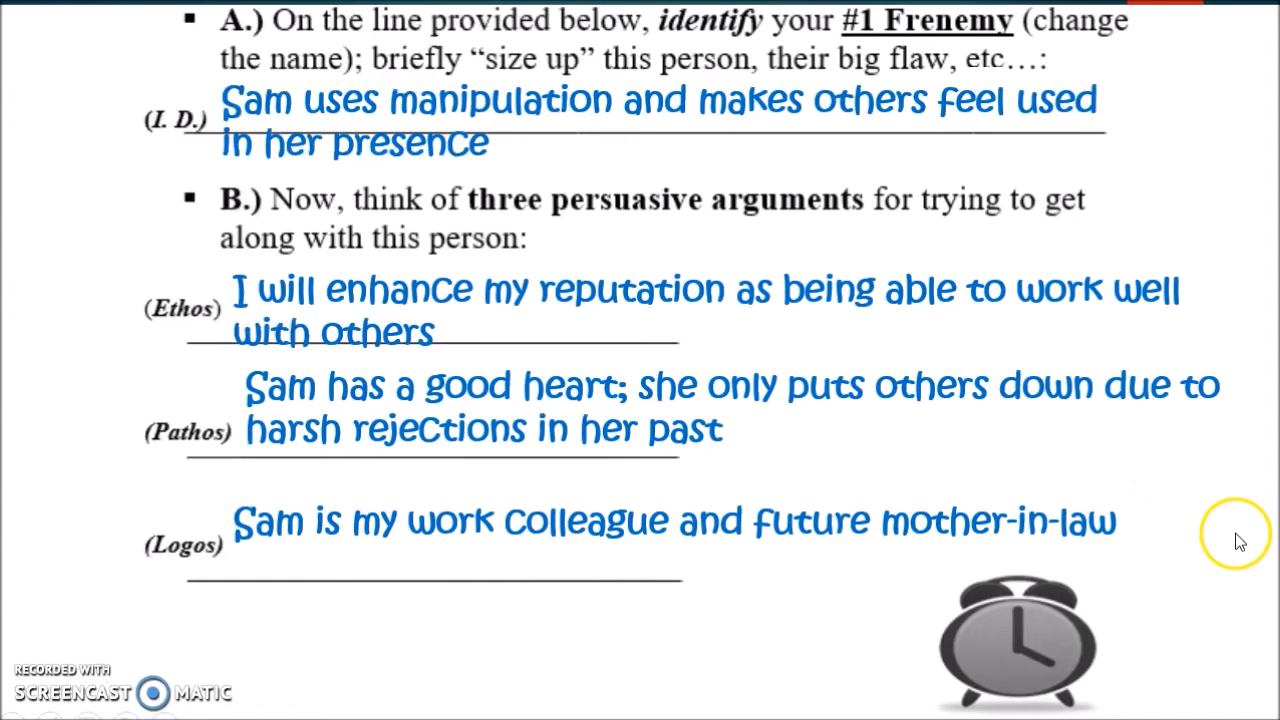 ▪ A.) On the line provided below, identify your #1 Frenemy (change
the name); briefly “size up” this person, their big flaw, etc…:
(I. D.) Sam uses manipulation and makes others feel used
in her presence
▪ B.) Now, think of three persuasive arguments for trying to get
along with this person:
(Ethos) I will enhance my reputation as being able to work well
with others
Sam has a good heart; she only puts others down due to
(Pathos) harsh rejections in her past
(Logos) Sam is my work colleague and future mother-in-law
RECORDED WITH
SCREENCAST MATIC